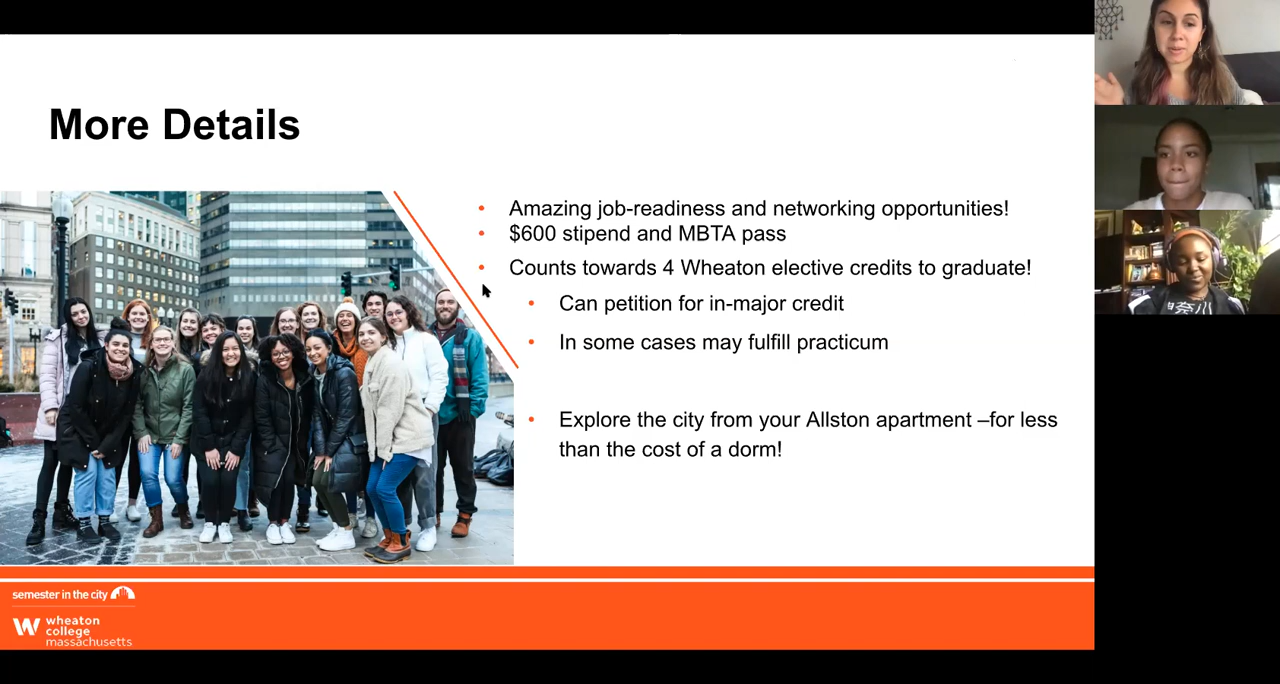 More Details
Amazing job-readiness and networking opportunities!
$600 stipend and MBTA pass
Counts towards 4 Wheaton elective credits to graduate!
Can petition for in-major credit
In some cases may fulfill practicum
Explore the city from your Allston apartment –for less
than the cost of a dorm!
semester in the city
W wheaton
college
massachusetts